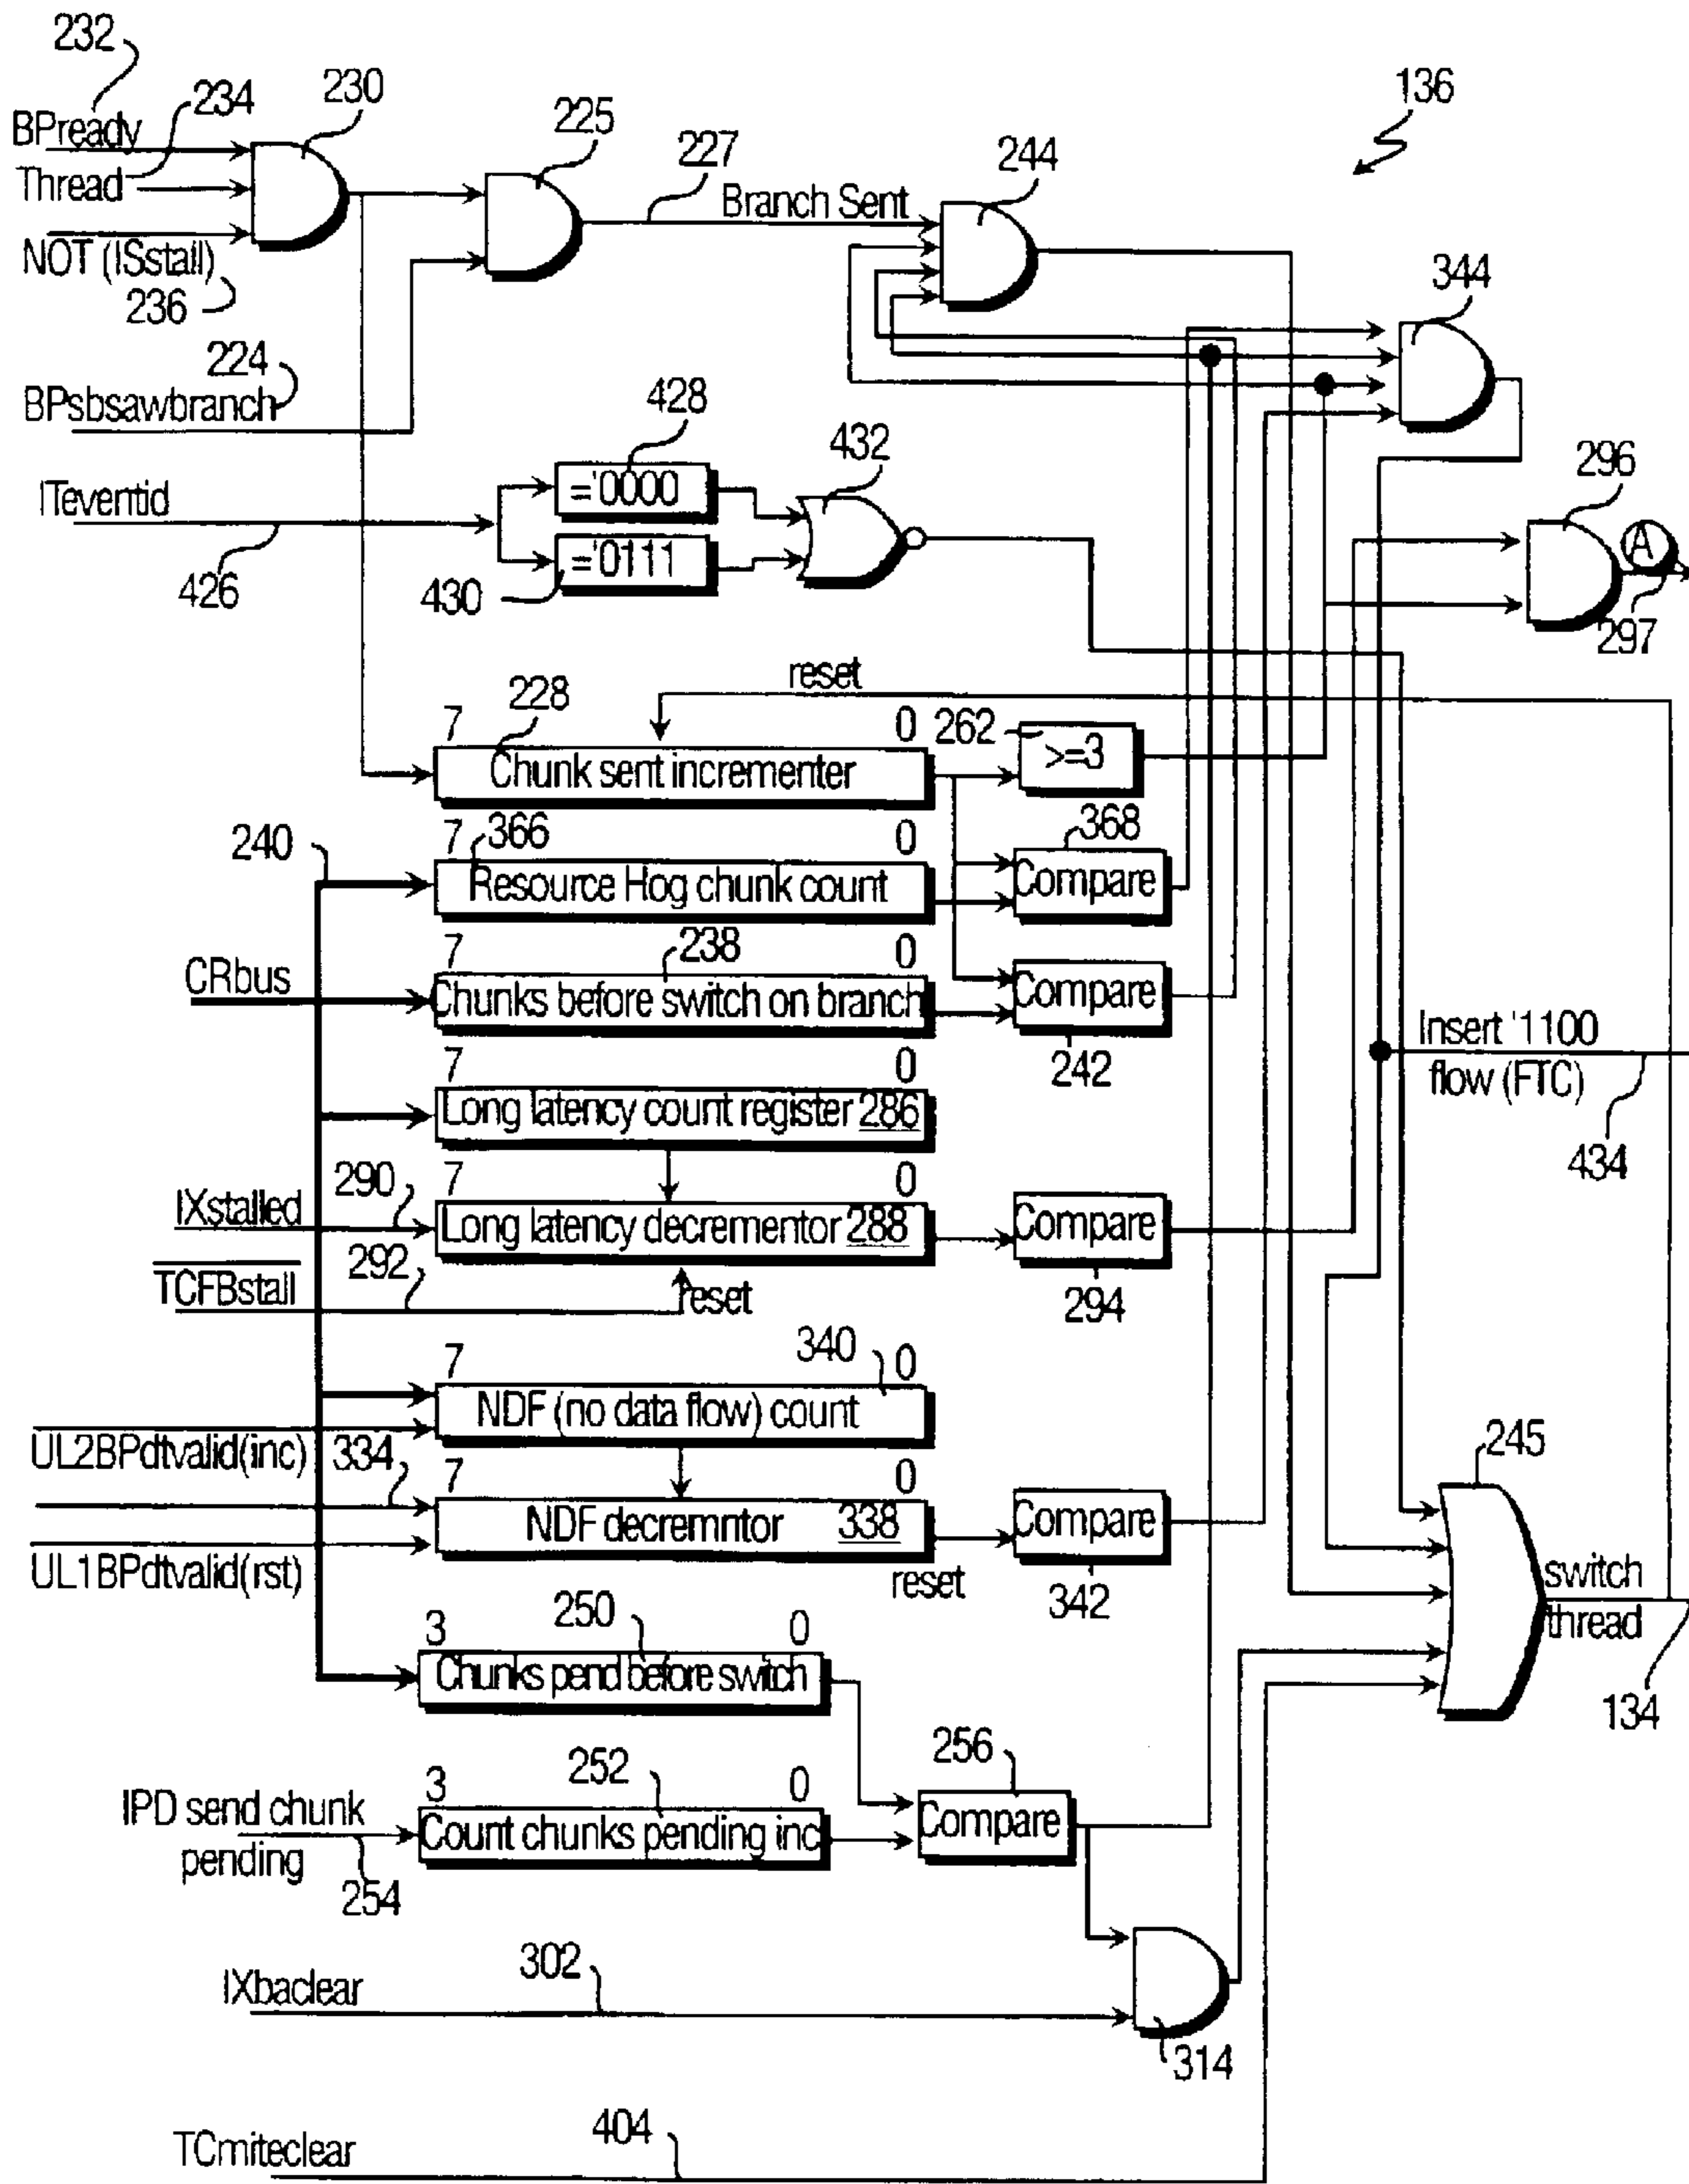 232
BPready
234
230
136
225
227
244
Thread
Branch Sent
NOT (ISstall)
236
344
224
BPsbsawbranch
428
432
296
ITeventid
='0000
='0111
A
426
430
297
reset
7
228
0
262
Chunk sent incrementer
>=3
240
7
366
0
368
Resource Hog chunk count
Compare
CRbus
7
238
0
Chunks before switch on branch
Compare
242
Insert '1100
flow (FTC)
434
7
0
Long latency count register 286
IXstalled
290
7
0
Long latency decrementor 288
Compare
TCFBstall
292
reset
294
7
340
0
NDF (no data flow) count
UL2BPdtvalid(inc)
334
7
0
245
NDF decremntor 338
Compare
UL1BPdtvalid(rst)
reset
342
switch
thread
3
250
0
Chunks pend before switch
134
256
3
252
0
IPD send chunk
pending
Count chunks pending inc
Compare
254
IXbaclear
302
314
TCmiteclear
404